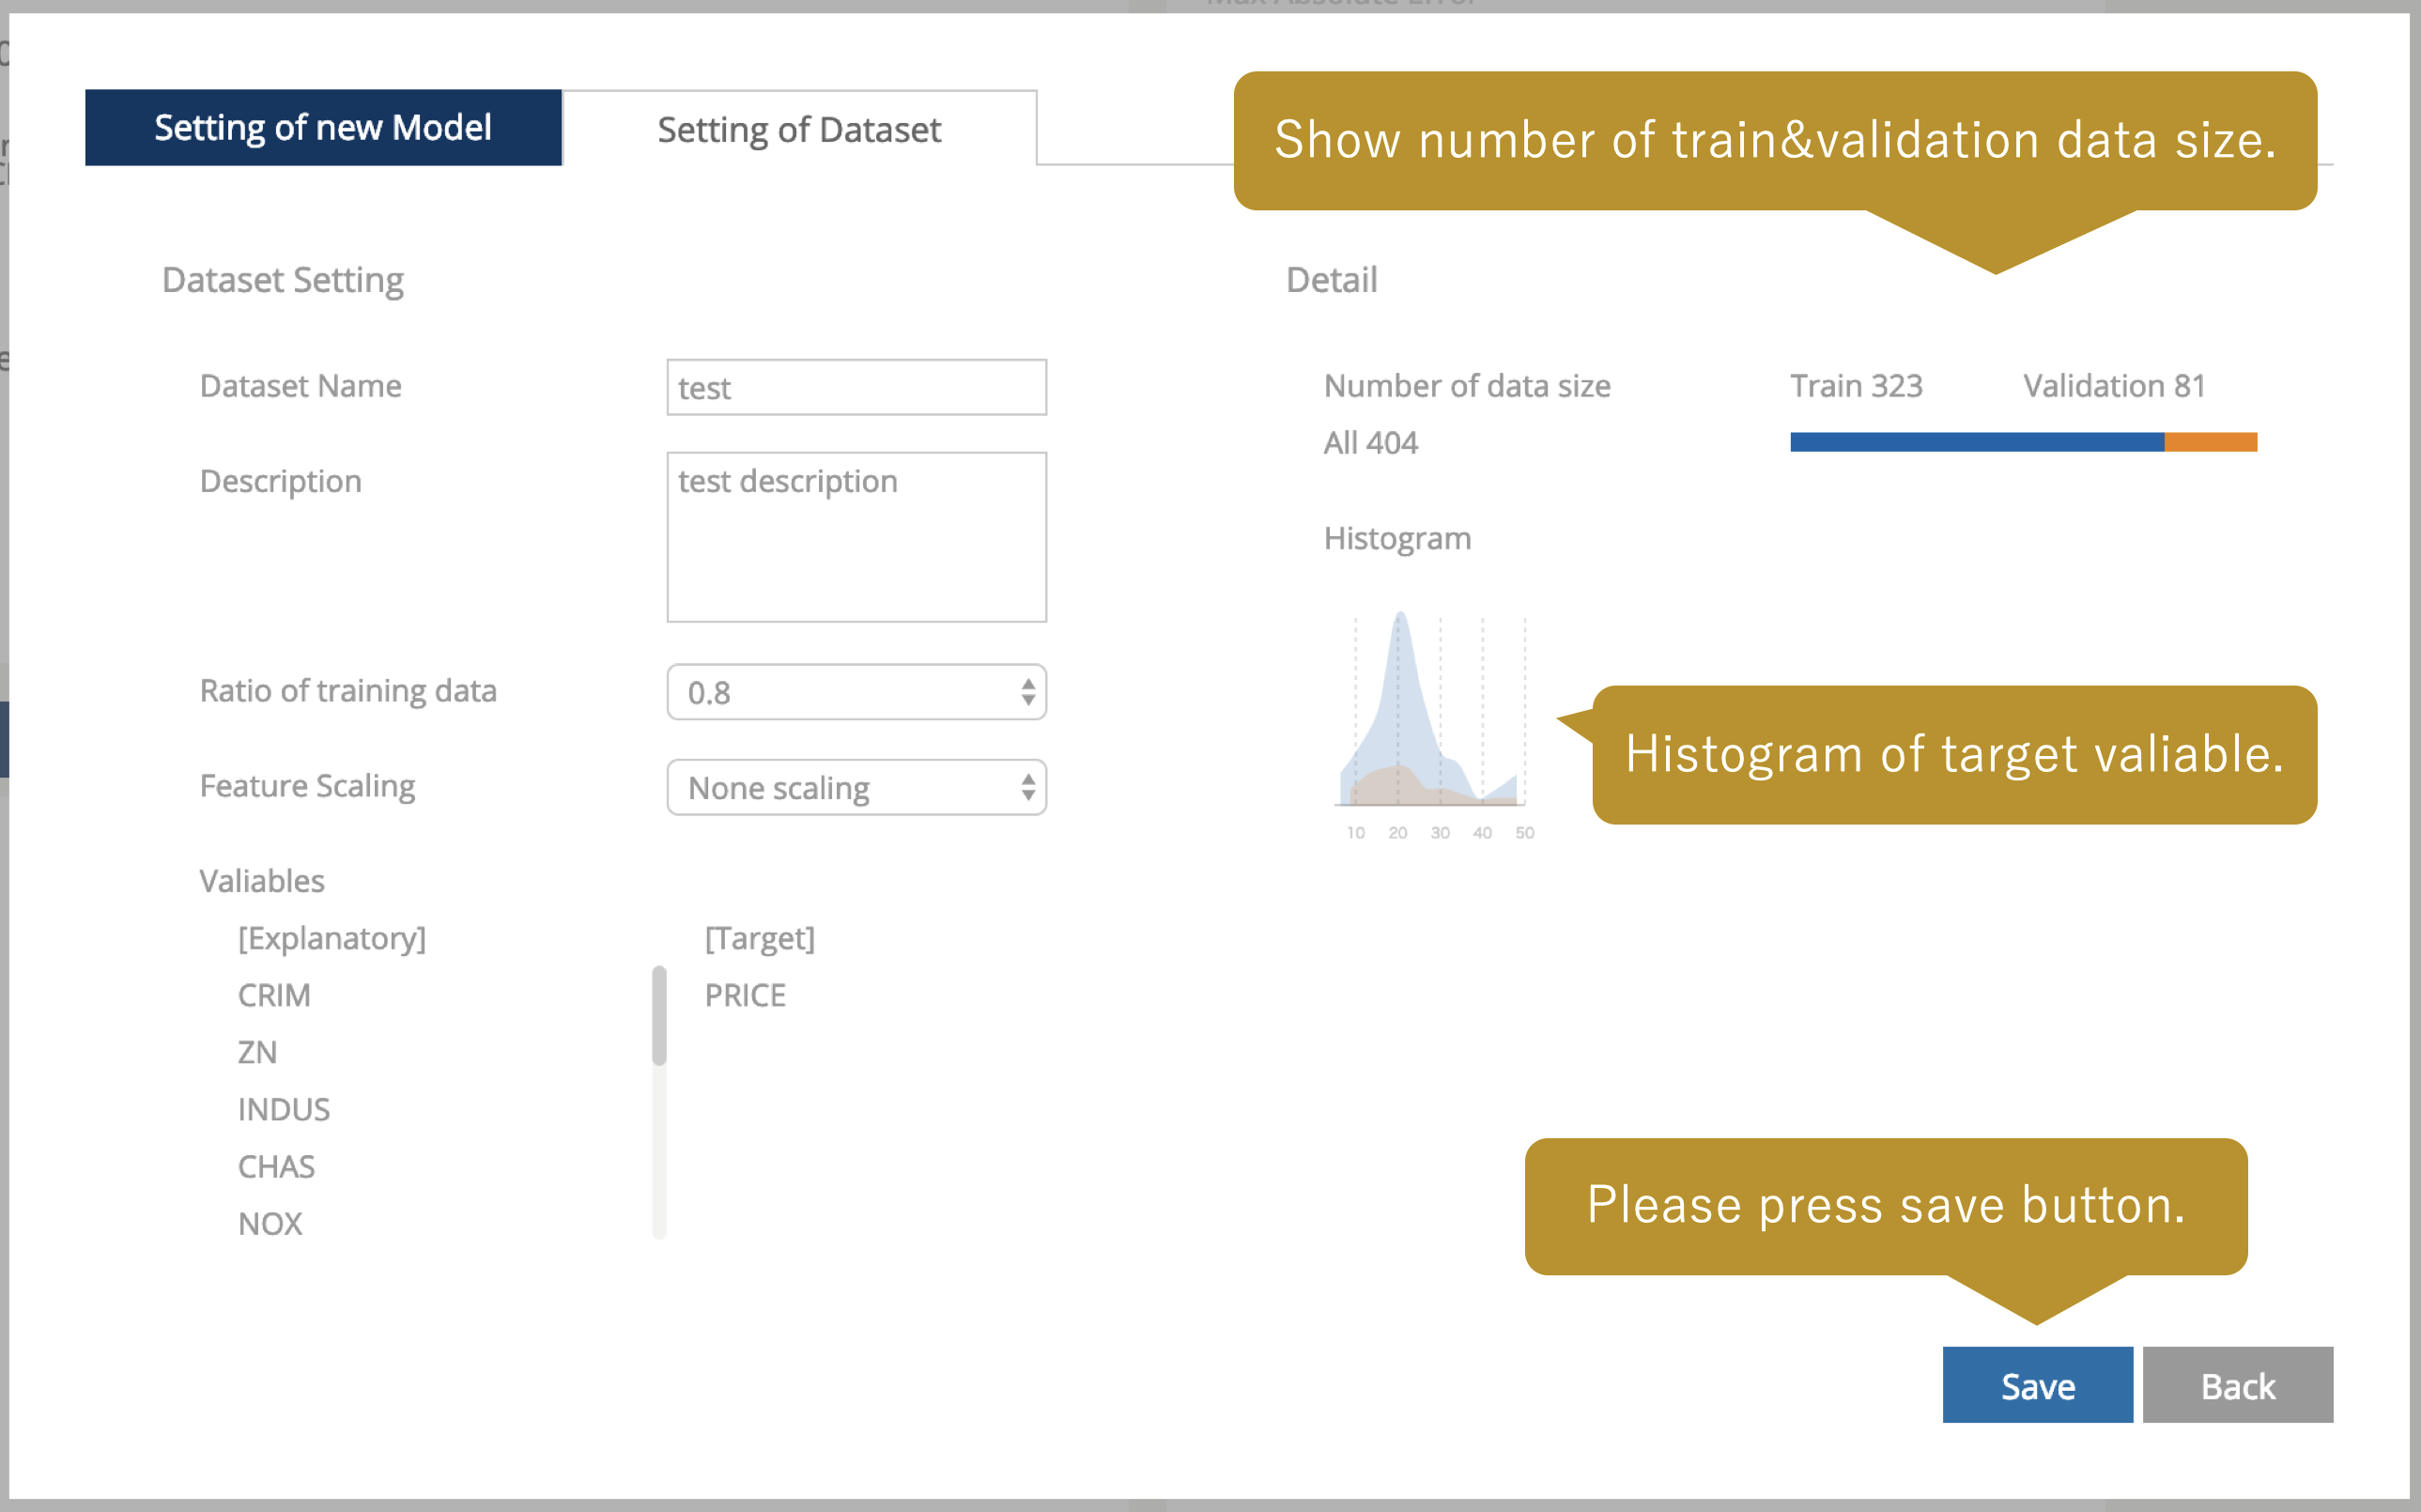 Max Absolute Error
Setting of new Model
Setting of Dataset
Show number of train&validation data size.
Dataset Setting
Dataset Name
test
Description
test description
Ratio of training data
0.8
Feature Scaling
None scaling
Valiables
[Explanatory]
[Target]
CRIM
PRICE
ZN
INDUS
CHAS
NOX
Detail
Number of data size
Train 323
Validation 81
All 404
Histogram
10 20 30 40 50
Histogram of target valiable.
Please press save button.
Save
Back